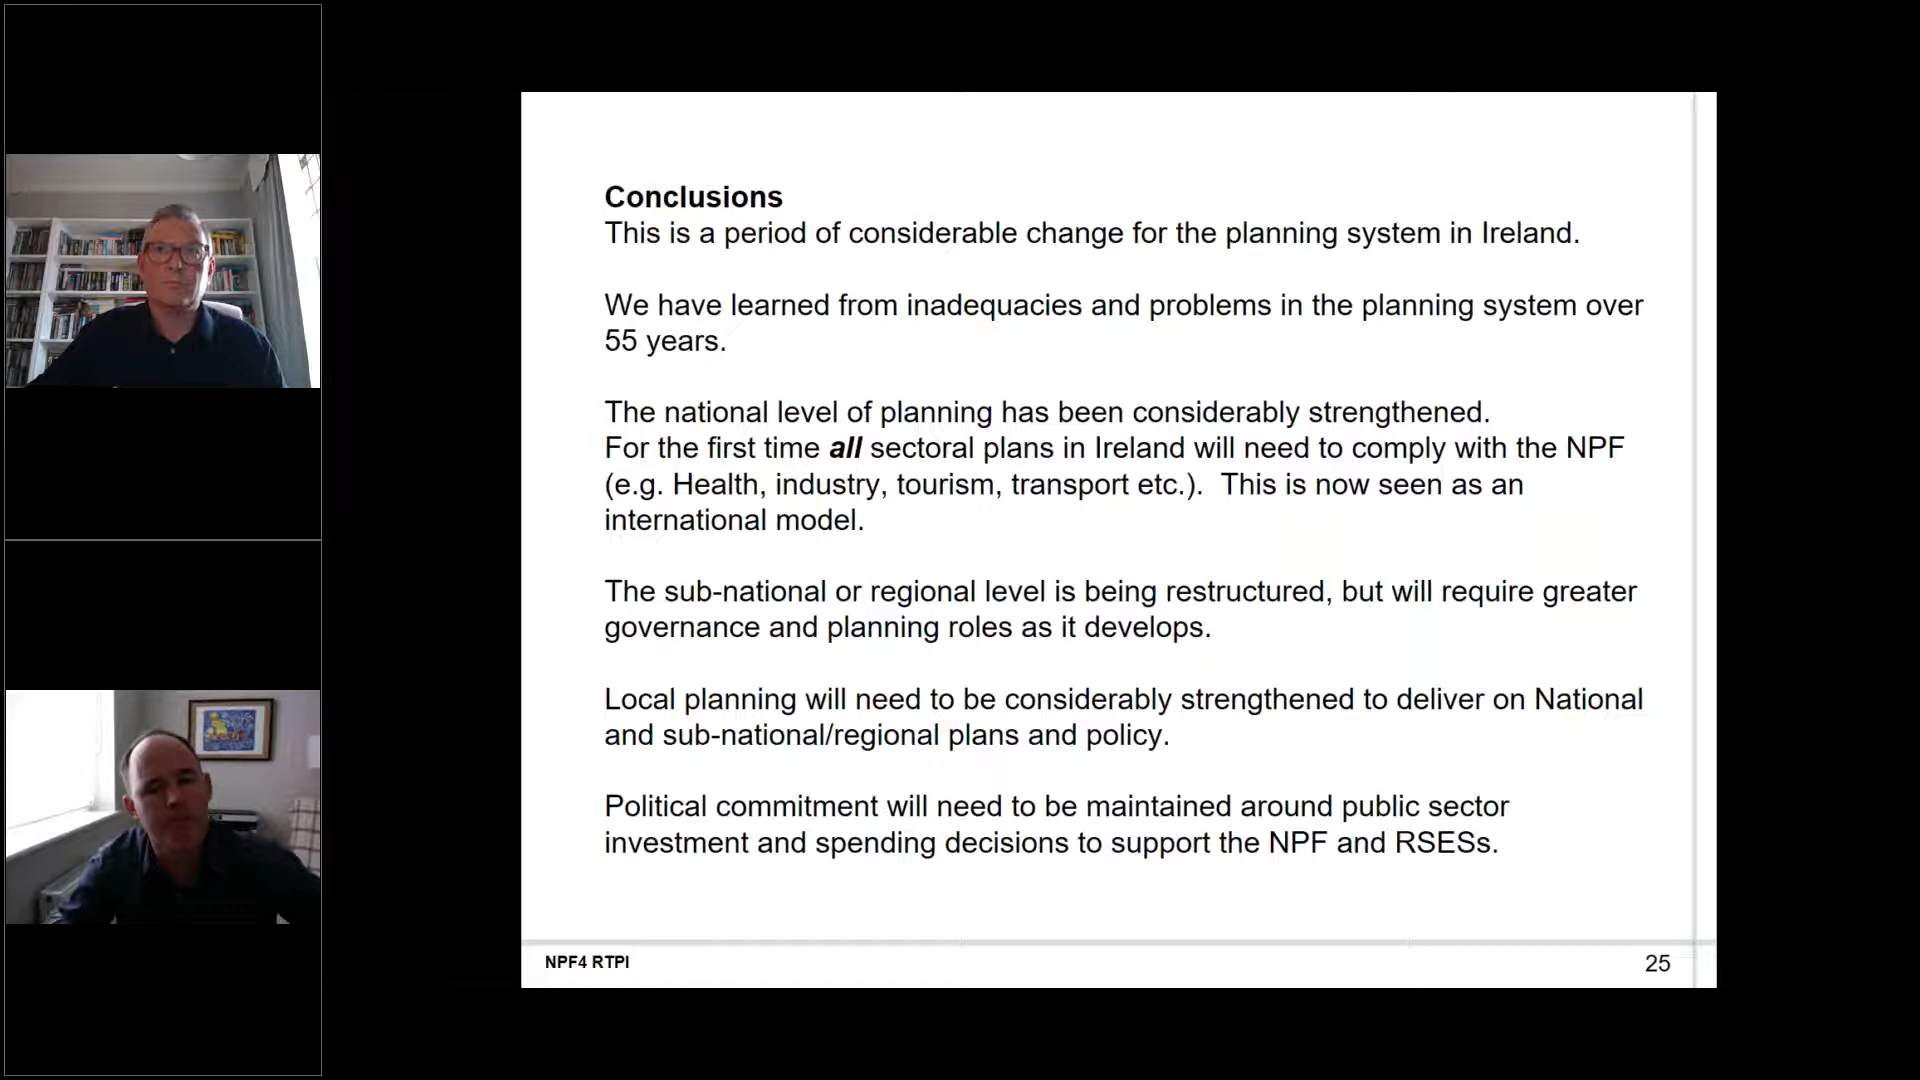 Conclusions
This is a period of considerable change for the planning system in Ireland.
We have learned from inadequacies and problems in the planning system over
55 years.
The national level of planning has been considerably strengthened.
For the first time all sectoral plans in Ireland will need to comply with the NPF
(e.g. Health, industry, tourism, transport etc.).  This is now seen as an
international model.
The sub-national or regional level is being restructured, but will require greater
governance and planning roles as it develops.
Local planning will need to be considerably strengthened to deliver on National
and sub-national/regional plans and policy.
Political commitment will need to be maintained around public sector
investment and spending decisions to support the NPF and RSESs.
NPF4 RTPI
25